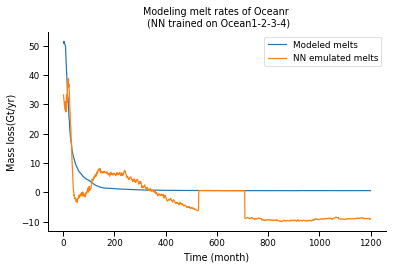 Modeling melt rates of Oceanr
(NN trained on Ocean1-2-3-4)
Modeled melts
NN emulated melts
Mass loss(Gt/yr)
50
40
30
20
10
0
−10
0
200
400
600
800
1000
1200
Time (month)